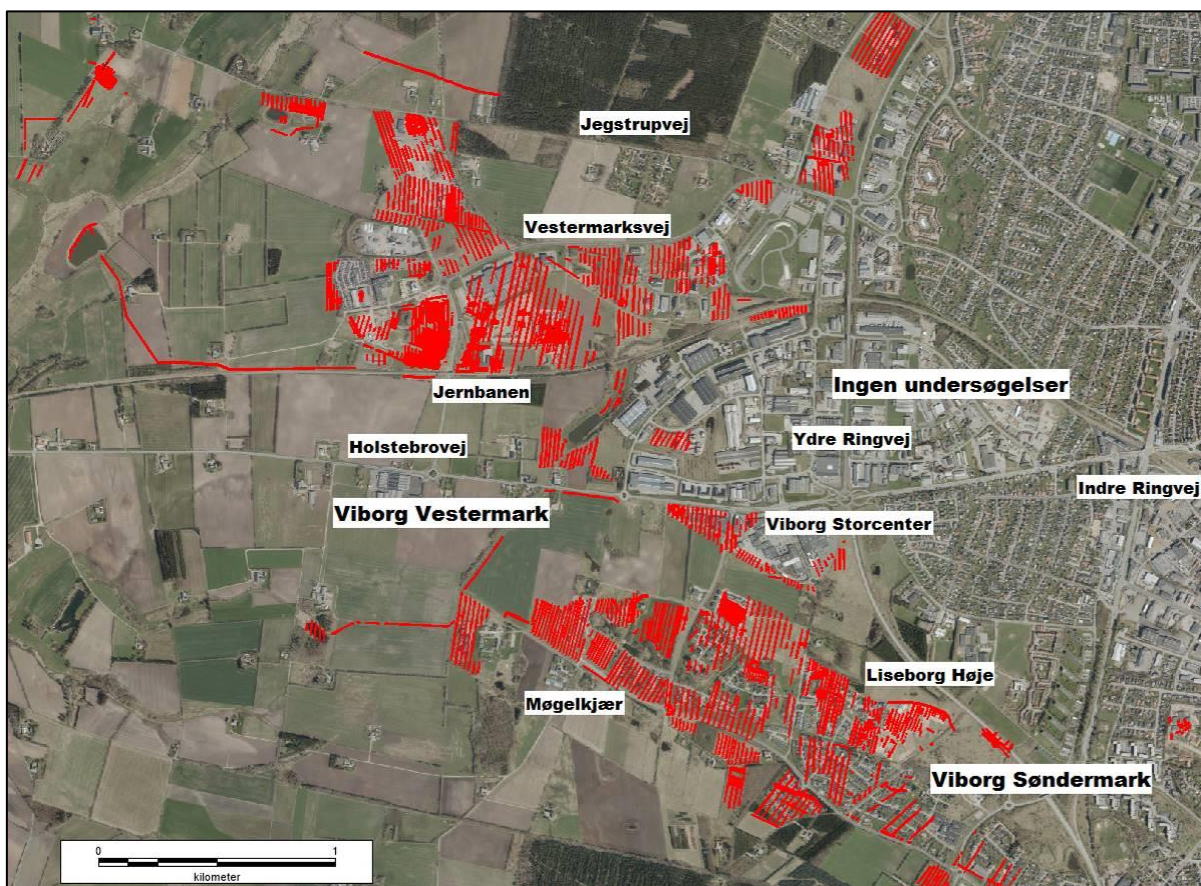 Jegstrupvej
Vestermarksvej
Ingen undersøgelser
Jernbanen
Ydre Ringvej
Holstebrovej
Indre Ringvej
Viborg Vestermark
Viborg Storcenter
Liseborg Høje
Møgelkjær
Viborg Søndermark
0 1
kilometer